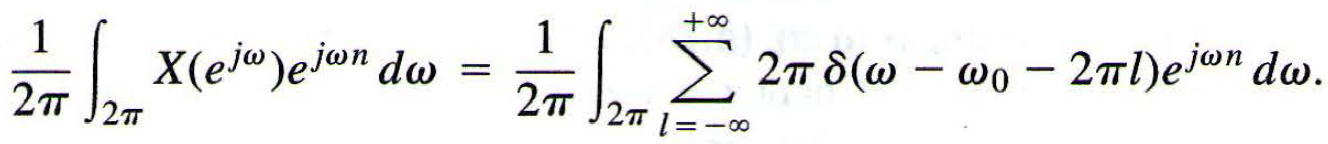 \frac{1}{2\pi} \int_{2\pi} X(e^{j\omega})e^{j\omega n} \, d\omega = \frac{1}{2\pi} \int_{2\pi} \sum_{l=-\infty}^{+\infty} 2\pi \, \delta(\omega - \omega_0 - 2\pi l)e^{j\omega n} \, d\omega.